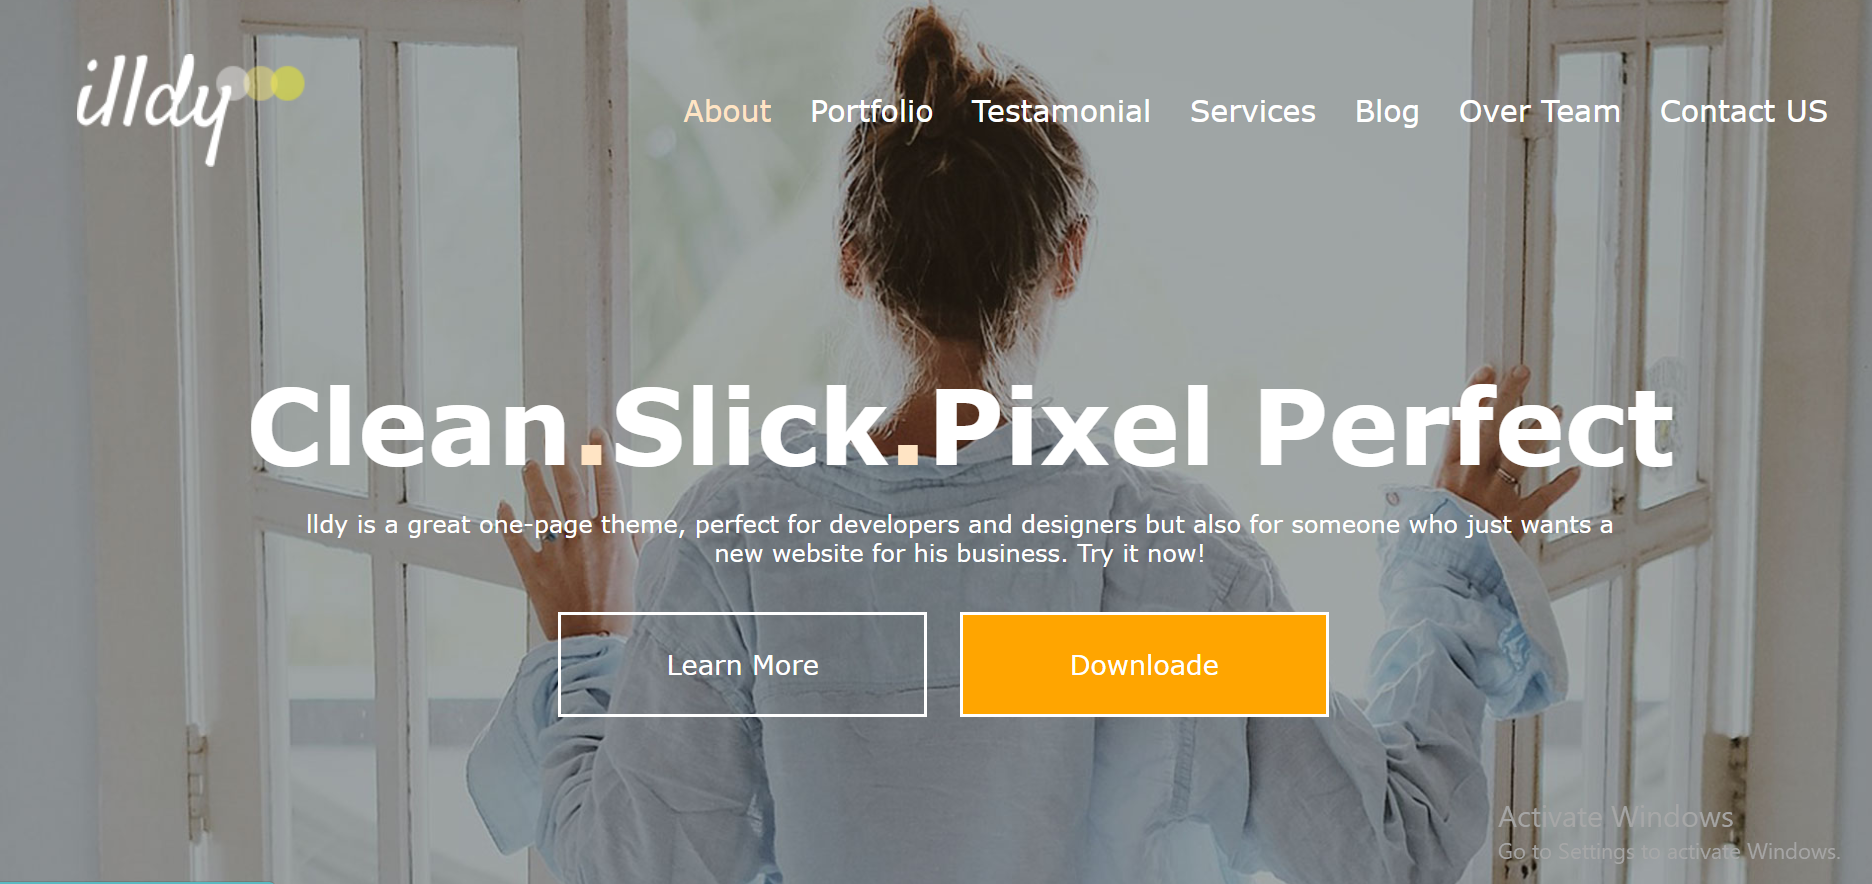 illdy
About Portfolio Testamonial Services Blog Over Team Contact US
Clean.Slick.Pixel Perfect
lldy is a great one-page theme, perfect for developers and designers but also for someone who just wants a
new website for his business. Try it now!
Learn More Downloade
Activate Windows
Go to Settings to activate Windows.